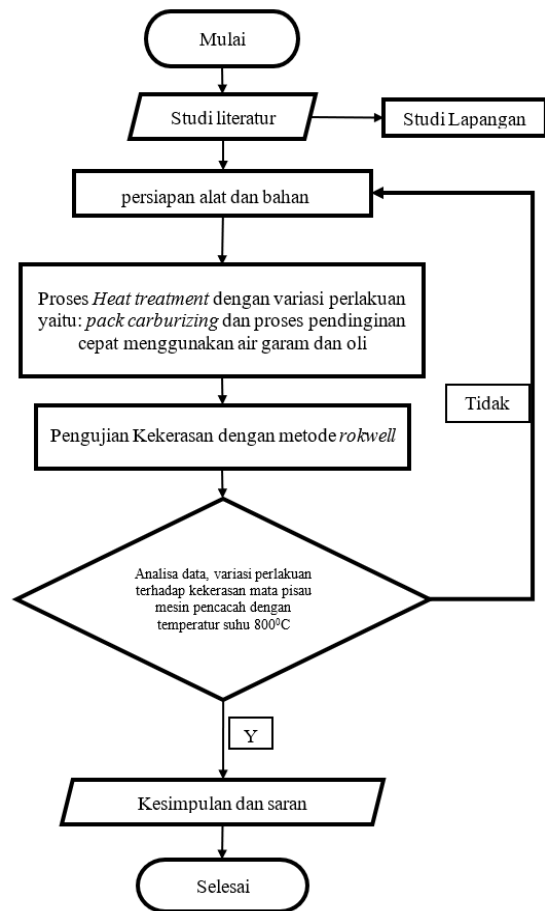 Mulai
Studi literatur
Studi Lapangan
persiapan alat dan bahan
Proses Heat treatment dengan variasi perlakuan
yaitu: pack carburizing dan proses pendinginan
cepat menggunakan air garam dan oli
Tidak
Pengujian Kekerasan dengan metode rokwell
Analisa data, variasi perlakuan
terhadap kekerasan mata pisau
mesin pencacah dengan
temperatur suhu 800⁰C
Y
Kesimpulan dan saran
Selesai